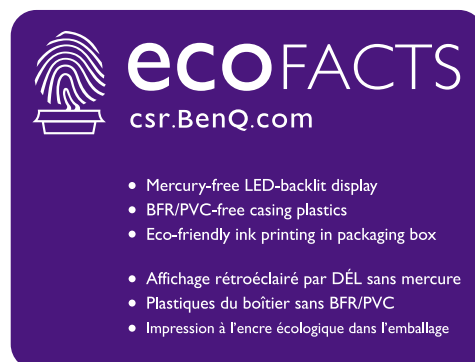 ecoFACTS
csr.BenQ.com
• Mercury-free LED-backlit display
• BFR/PVC-free casing plastics
• Eco-friendly ink printing in packaging box
• Affichage rétroéclairé par DÉL sans mercure
• Plastiques du boîtier sans BFR/PVC
• Impression à l'encre écologique dans l'emballage